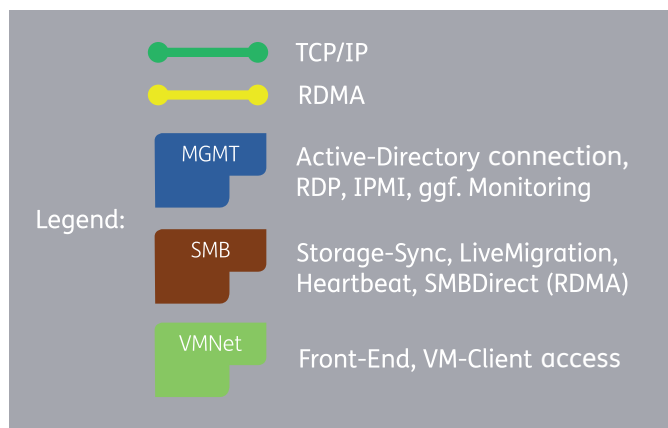 TCP/IP
RDMA
MGMT
Active-Directory connection,
RDP, IPMI, ggf. Monitoring
Legend:
SMB
Storage-Sync, LiveMigration,
Heartbeat, SMBDirect (RDMA)
VMNet
Front-End, VM-Client access